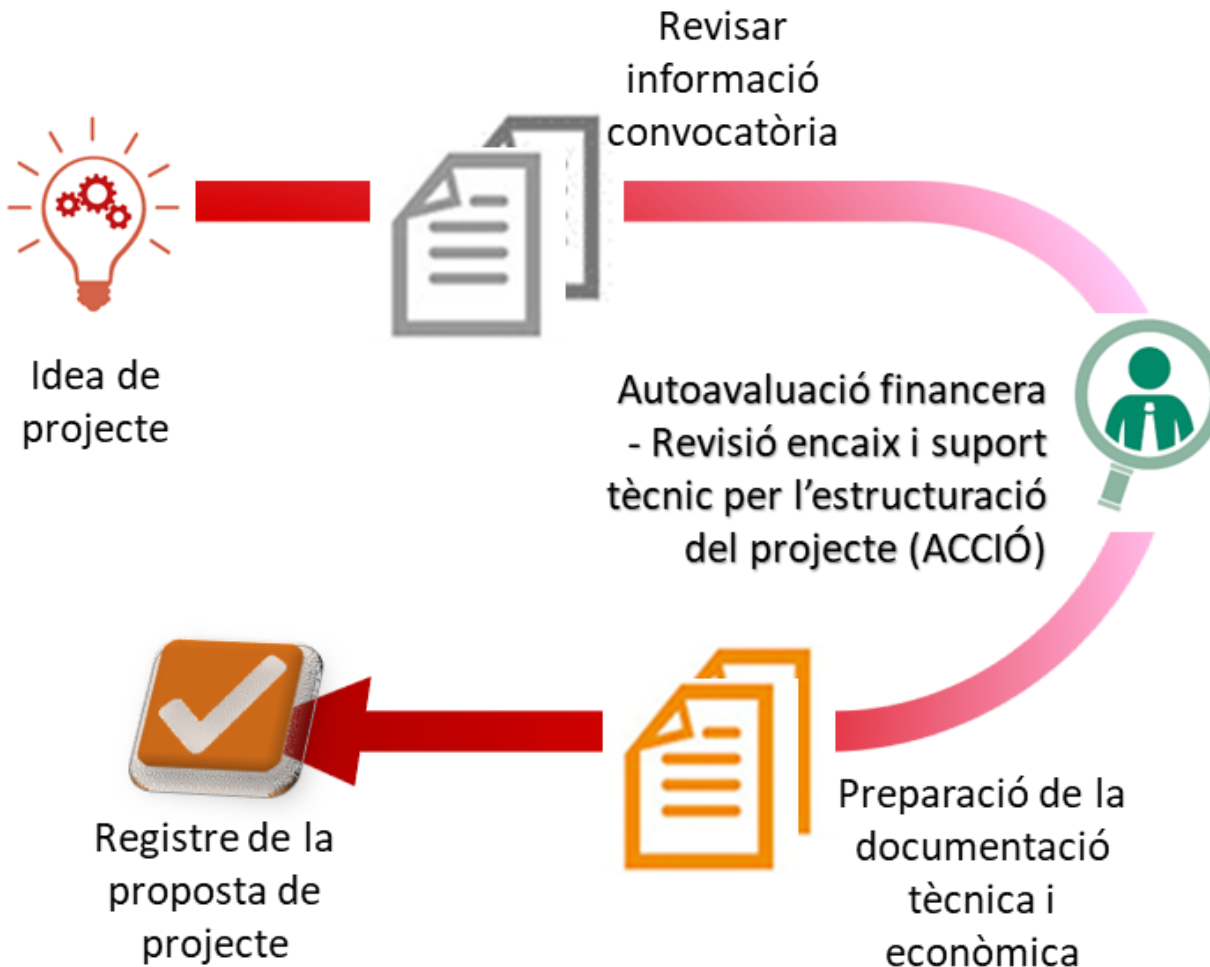 Revisar
informació
convocatòria
Idea de
projecte
Autoavaluació financera
- Revisió encaix i suport
tècnic per l’estructuració
del projecte (ACCIÓ)
Preparació de la
documentació
tècnica i
econòmica
Registre de la
proposta de
projecte